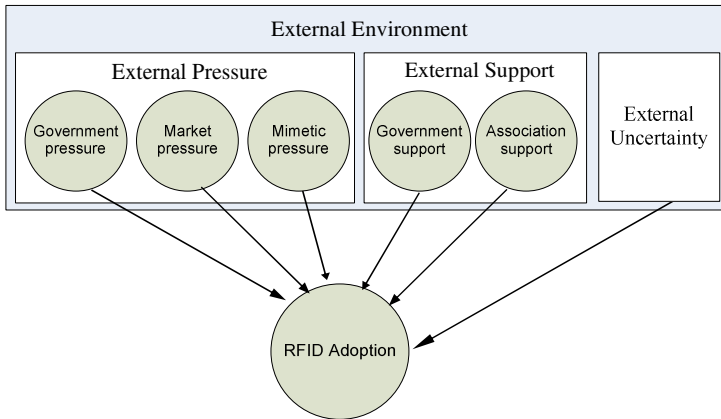 External Environment
External Pressure
Government
pressure
Market
pressure
Mimetic
pressure
External Support
Government
support
Association
support
External
Uncertainty
RFID Adoption